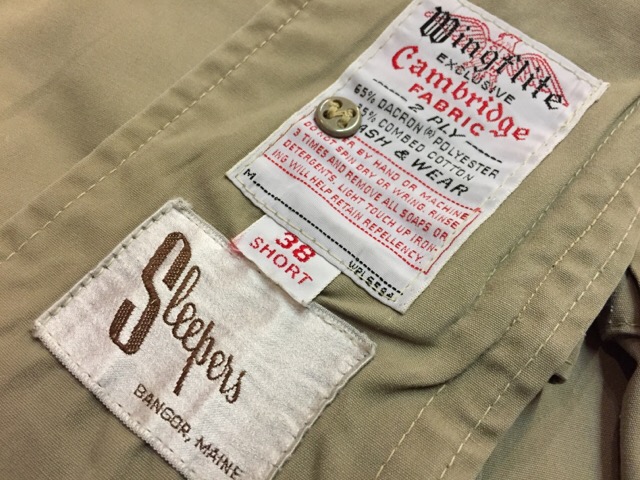 Wingflite
EXCLUSIVE
Cambridge
FABRIC
2 PLY
65% DACRON (R) POLYESTER
35% COMBED COTTON
WASH & WEAR
3 TIMES AND REMOVE ALL SOAPS OR
DETERGENTS. LIGHT TOUCH UP IRON-
ING WILL HELP RETAIN REPELLENCY.
M
WPL5594
38
SHORT
Sleepers
BANGOR, MAINE